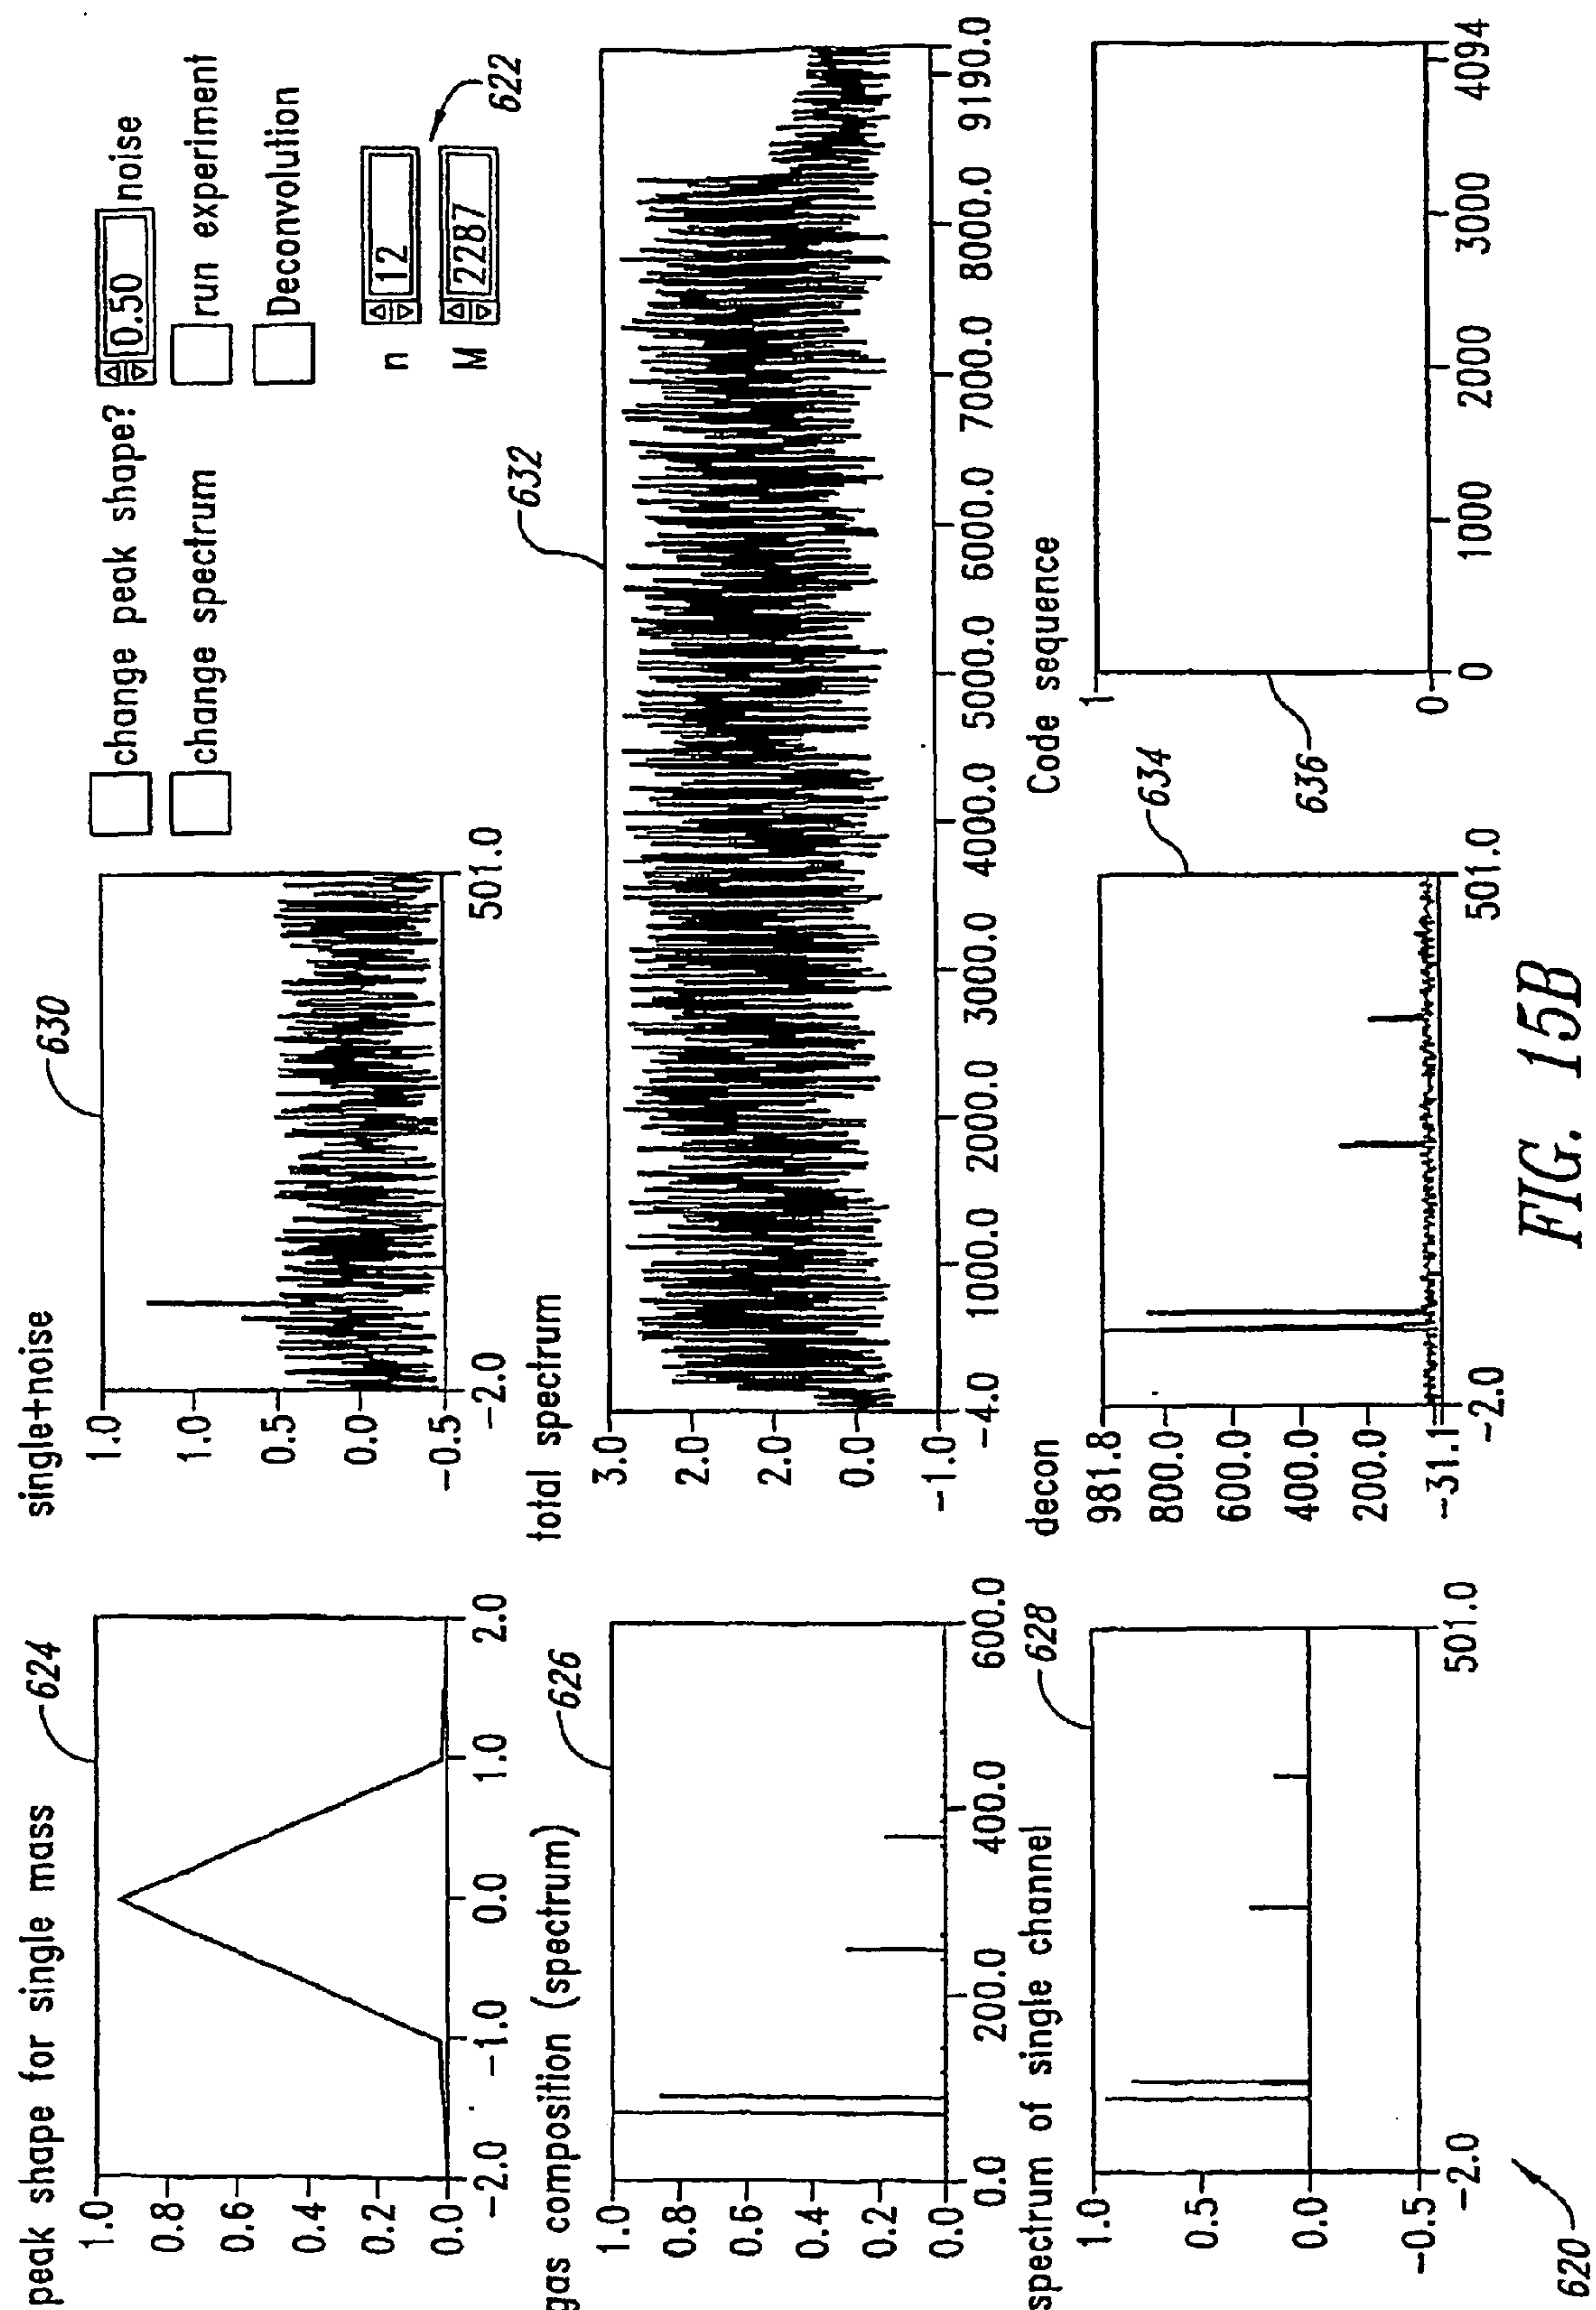 peak shape for single mass
624
1.0
0.8
0.6
0.4
0.2
0.0
-2.0 -1.0 0.0 1.0 2.0
gas composition (spectrum)
626
1.0
0.8
0.6
0.4
0.2
0.0
0.0 200.0 400.0 600.0
spectrum of single channel
628
1.0
0.5
0.0
-0.5
-2.0 501.0
620
single+noise
630
1.0
1.0
0.5
0.0
-0.5
-2.0 501.0
change peak shape?
change spectrum
0.50 noise
run experiment
Deconvolution
n 12
M 2287
622
total spectrum
632
3.0
2.0
2.0
0.0
-1.0
-4.0 1000.0 2000.0 3000.0 4000.0 5000.0 6000.0 7000.0 8000.0 9190.0
decon
634
981.8
800.0
600.0
400.0
200.0
-31.1
-2.0 501.0
Code sequence
636
1
0
0 1000 2000 3000 4094
FIG. 15B